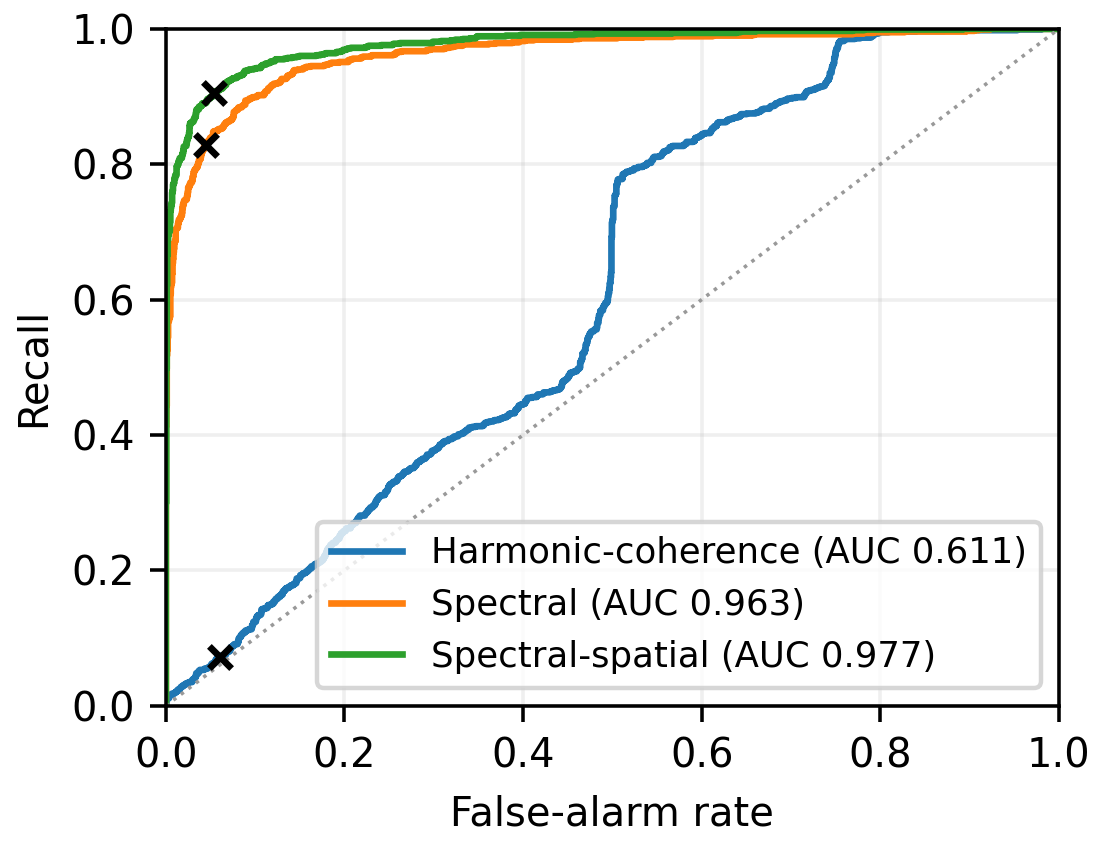 1.0
0.8
0.6
0.4
0.2
0.0
Recall
Harmonic-coherence (AUC 0.611)
Spectral (AUC 0.963)
Spectral-spatial (AUC 0.977)
0.0 0.2 0.4 0.6 0.8 1.0
False-alarm rate